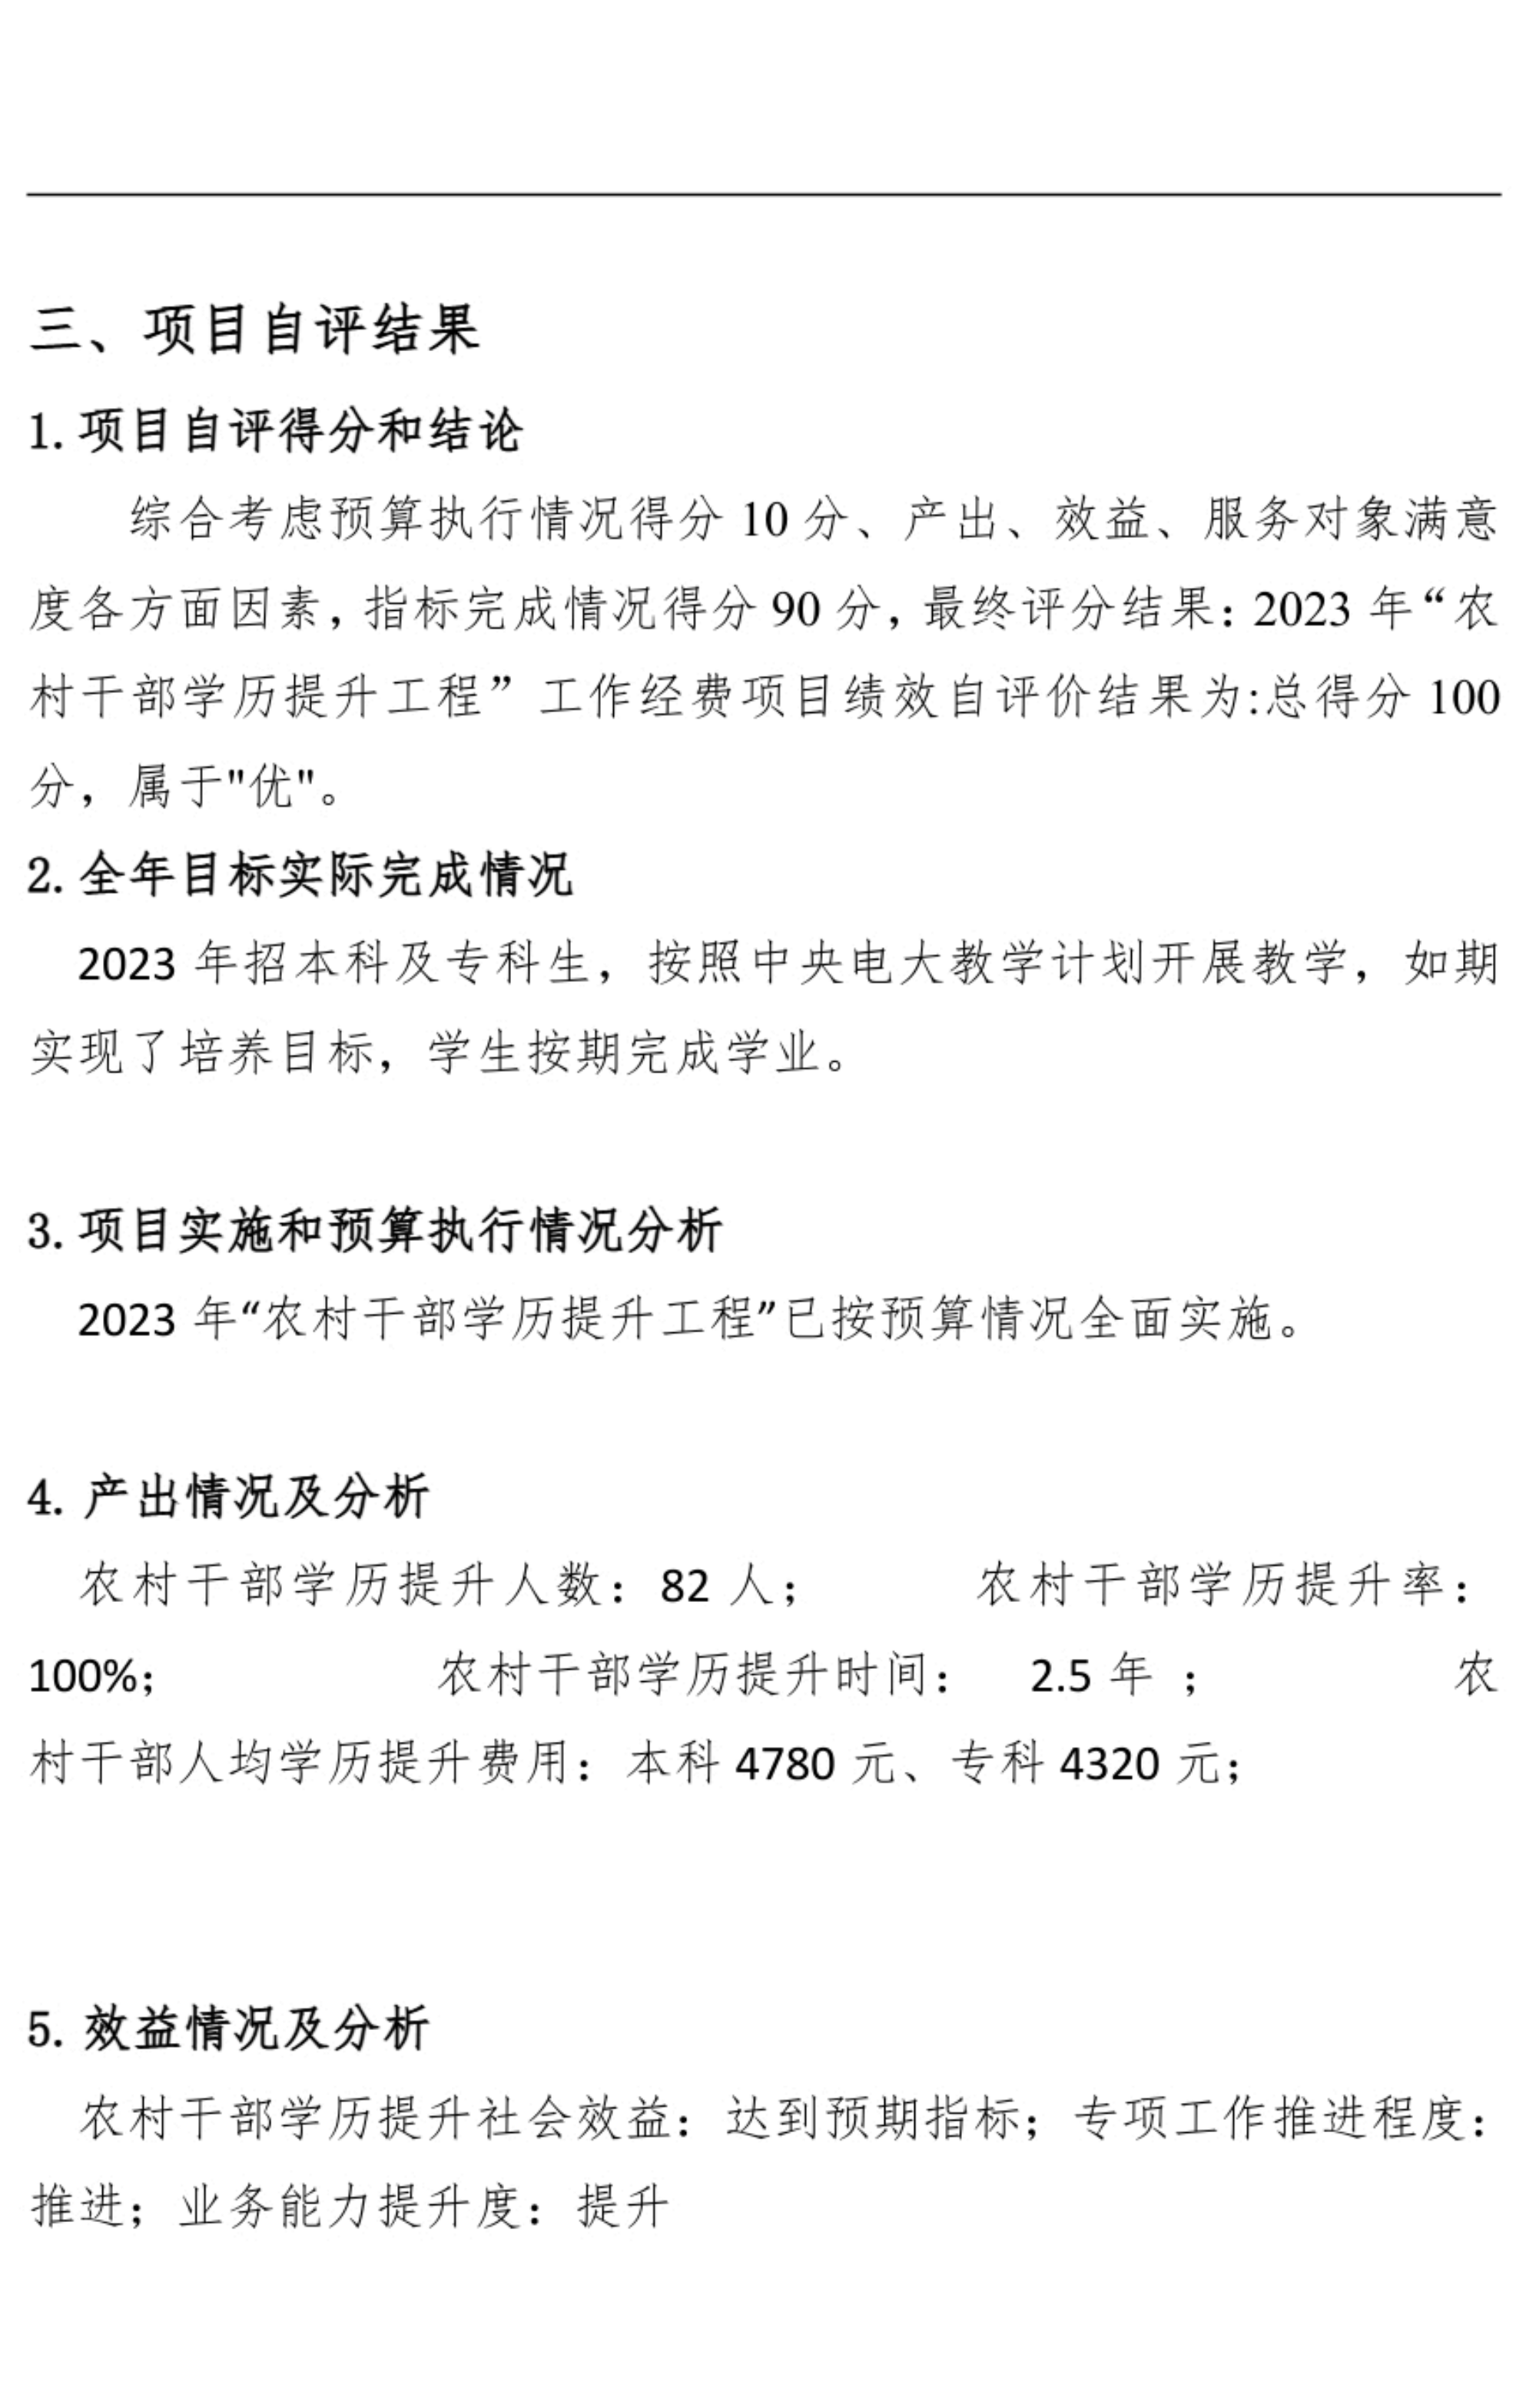 三、项目自评结果
1. 项目自评得分和结论
综合考虑预算执行情况得分 10 分、产出、效益、服务对象满意
度各方面因素，指标完成情况得分 90 分，最终评分结果：2023 年“农
村干部学历提升工程”工作经费项目绩效自评价结果为:总得分 100
分，属于"优"。
2. 全年目标实际完成情况
2023 年招本科及专科生，按照中央电大教学计划开展教学，如期
实现了培养目标，学生按期完成学业。
3. 项目实施和预算执行情况分析
2023 年“农村干部学历提升工程”已按预算情况全面实施。
4. 产出情况及分析
农村干部学历提升人数：82 人； 农村干部学历提升率：
100%； 农村干部学历提升时间： 2.5 年 ； 农
村干部人均学历提升费用：本科 4780 元、专科 4320 元；
5. 效益情况及分析
农村干部学历提升社会效益：达到预期指标；专项工作推进程度：
推进；业务能力提升度：提升